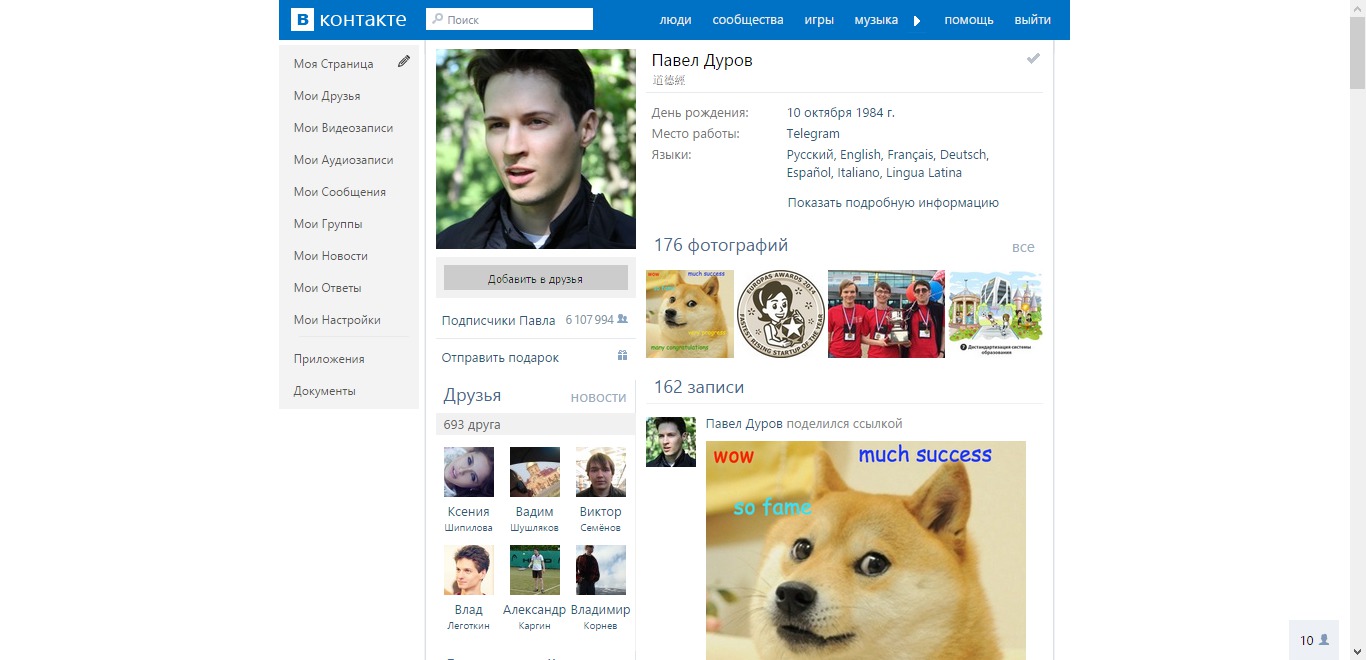 В контакте
Поиск
люди сообщества игры музыка помощь выйти
Моя Страница
Мои Друзья
Мои Видеозаписи
Мои Аудиозаписи
Мои Сообщения
Мои Группы
Мои Новости
Мои Ответы
Мои Настройки
Приложения
Документы
Добавить в друзья
Подписчики Павла 6 107 994
Отправить подарок
Друзья новости
693 друга
Ксения Вадим Виктор
Шипилова Шушляков Семёнов
Влад Александр Владимир
Леготкин Каргин Корнев
Павел Дуров
道德經
День рождения: 10 октября 1984 г.
Место работы: Telegram
Языки: Русский, English, Français, Deutsch,
Español, Italiano, Lingua Latina
Показать подробную информацию
176 фотографий все
wow much success
so fame
very progress
many congratulations
EUROPAS AWARDS 2014
FASTEST RISING STARTUP OF THE YEAR
Дистандартизация системы
образования
162 записи
Павел Дуров поделился ссылкой
wow much success
so fame
10